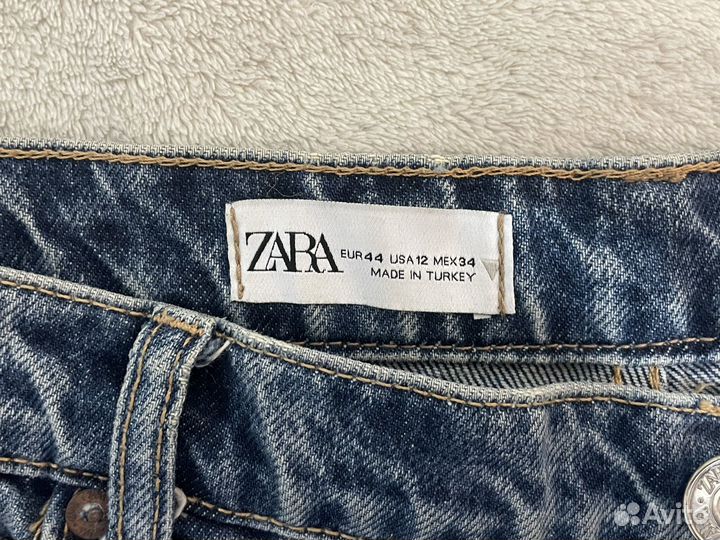 ZARA
EUR44 USA12 MEX34
MADE IN TURKEY
Avito